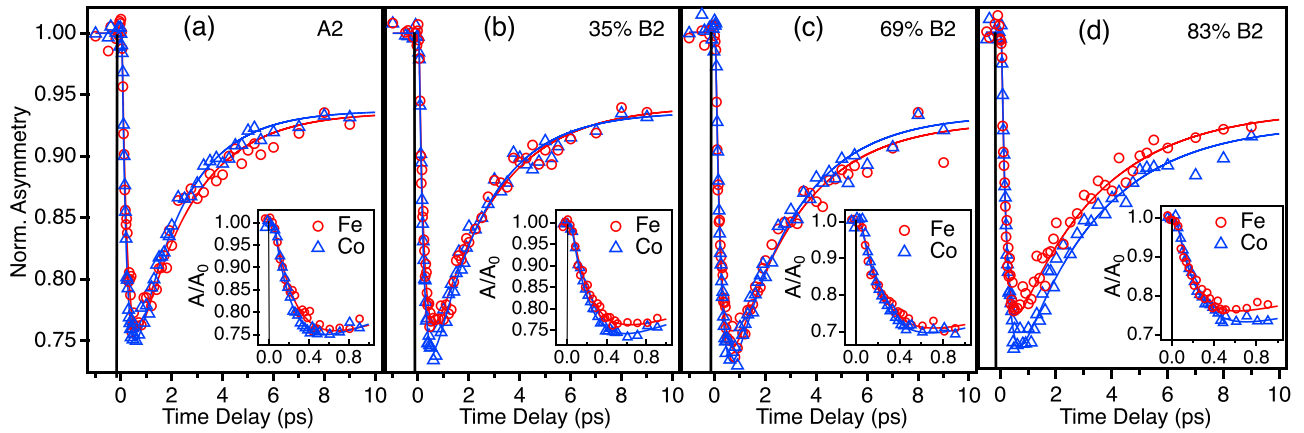 (a) A2
(b) 35% B2
(c) 69% B2
(d) 83% B2
Norm. Asymmetry
1.00
0.95
0.90
0.85
0.80
0.75
A/A0
1.00
0.95
0.90
0.85
0.80
0.75
Fe
Co
0.0 0.4 0.8
A/A0
1.00
0.95
0.90
0.85
0.80
0.75
Fe
Co
0.0 0.4 0.8
A/A0
1.0
0.9
0.8
0.7
Fe
Co
0.0 0.4 0.8
A/A0
1.0
0.9
0.8
0.7
Fe
Co
0.0 0.4 0.8
0 2 4 6 8 10
0 2 4 6 8 10
0 2 4 6 8 10
0 2 4 6 8 10
Time Delay (ps)
Time Delay (ps)
Time Delay (ps)
Time Delay (ps)